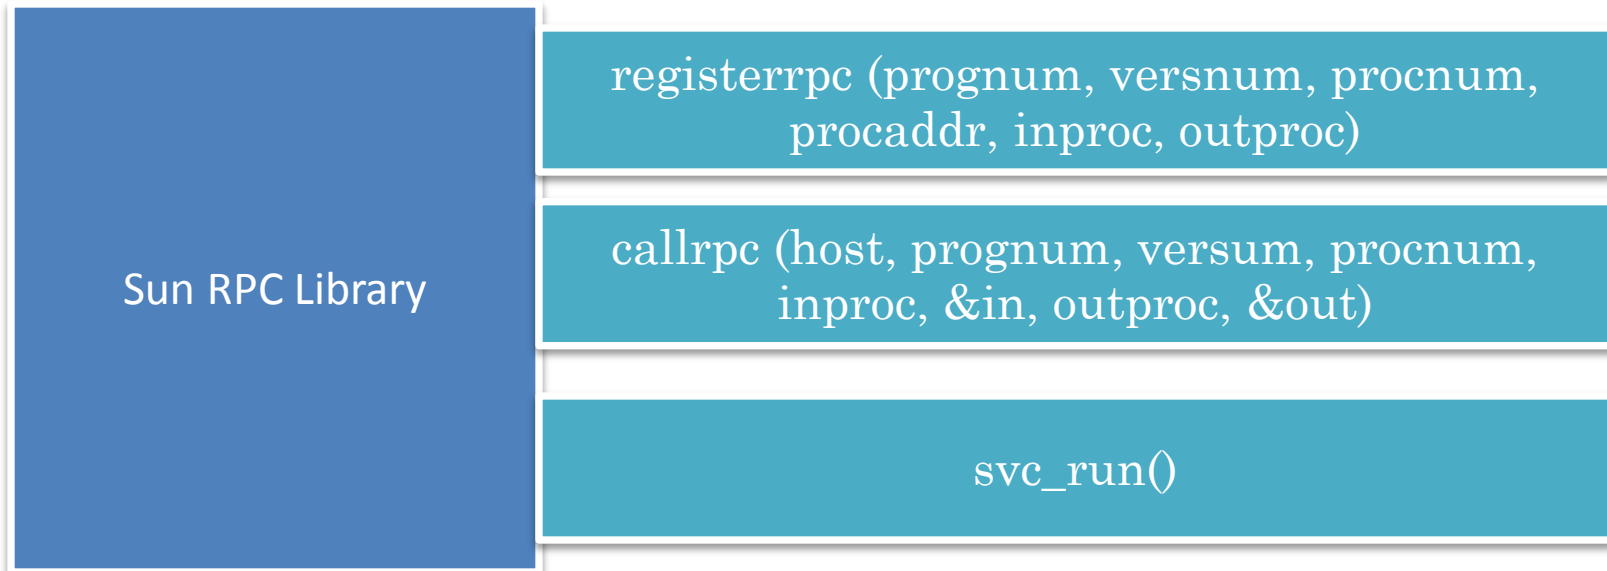 Sun RPC Library
registerrpc (prognum, versnum, procnum,
procaddr, inproc, outproc)
callrpc (host, prognum, versum, procnum,
inproc, &in, outproc, &out)
svc_run()